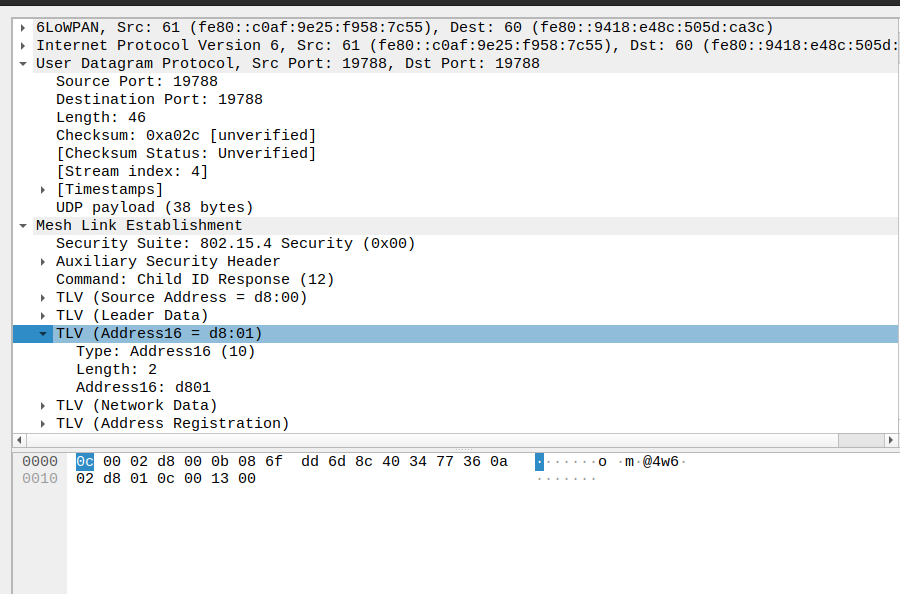 6LoWPAN, Src: 61 (fe80::c0af:9e25:f958:7c55), Dest: 60 (fe80::9418:e48c:505d:ca3c)
Internet Protocol Version 6, Src: 61 (fe80::c0af:9e25:f958:7c55), Dst: 60 (fe80::9418:e48c:505d:
User Datagram Protocol, Src Port: 19788, Dst Port: 19788
Source Port: 19788
Destination Port: 19788
Length: 46
Checksum: 0xa02c [unverified]
[Checksum Status: Unverified]
[Stream index: 4]
[Timestamps]
UDP payload (38 bytes)
Mesh Link Establishment
Security Suite: 802.15.4 Security (0x00)
Auxiliary Security Header
Command: Child ID Response (12)
TLV (Source Address = d8:00)
TLV (Leader Data)
TLV (Address16 = d8:01)
Type: Address16 (10)
Length: 2
Address16: d801
TLV (Network Data)
TLV (Address Registration)
0000 0c 00 02 d8 00 0b 08 6f dd 6d 8c 40 34 77 36 0a ·······o ·m·@4w6·
0010 02 d8 01 0c 00 13 00 ·······